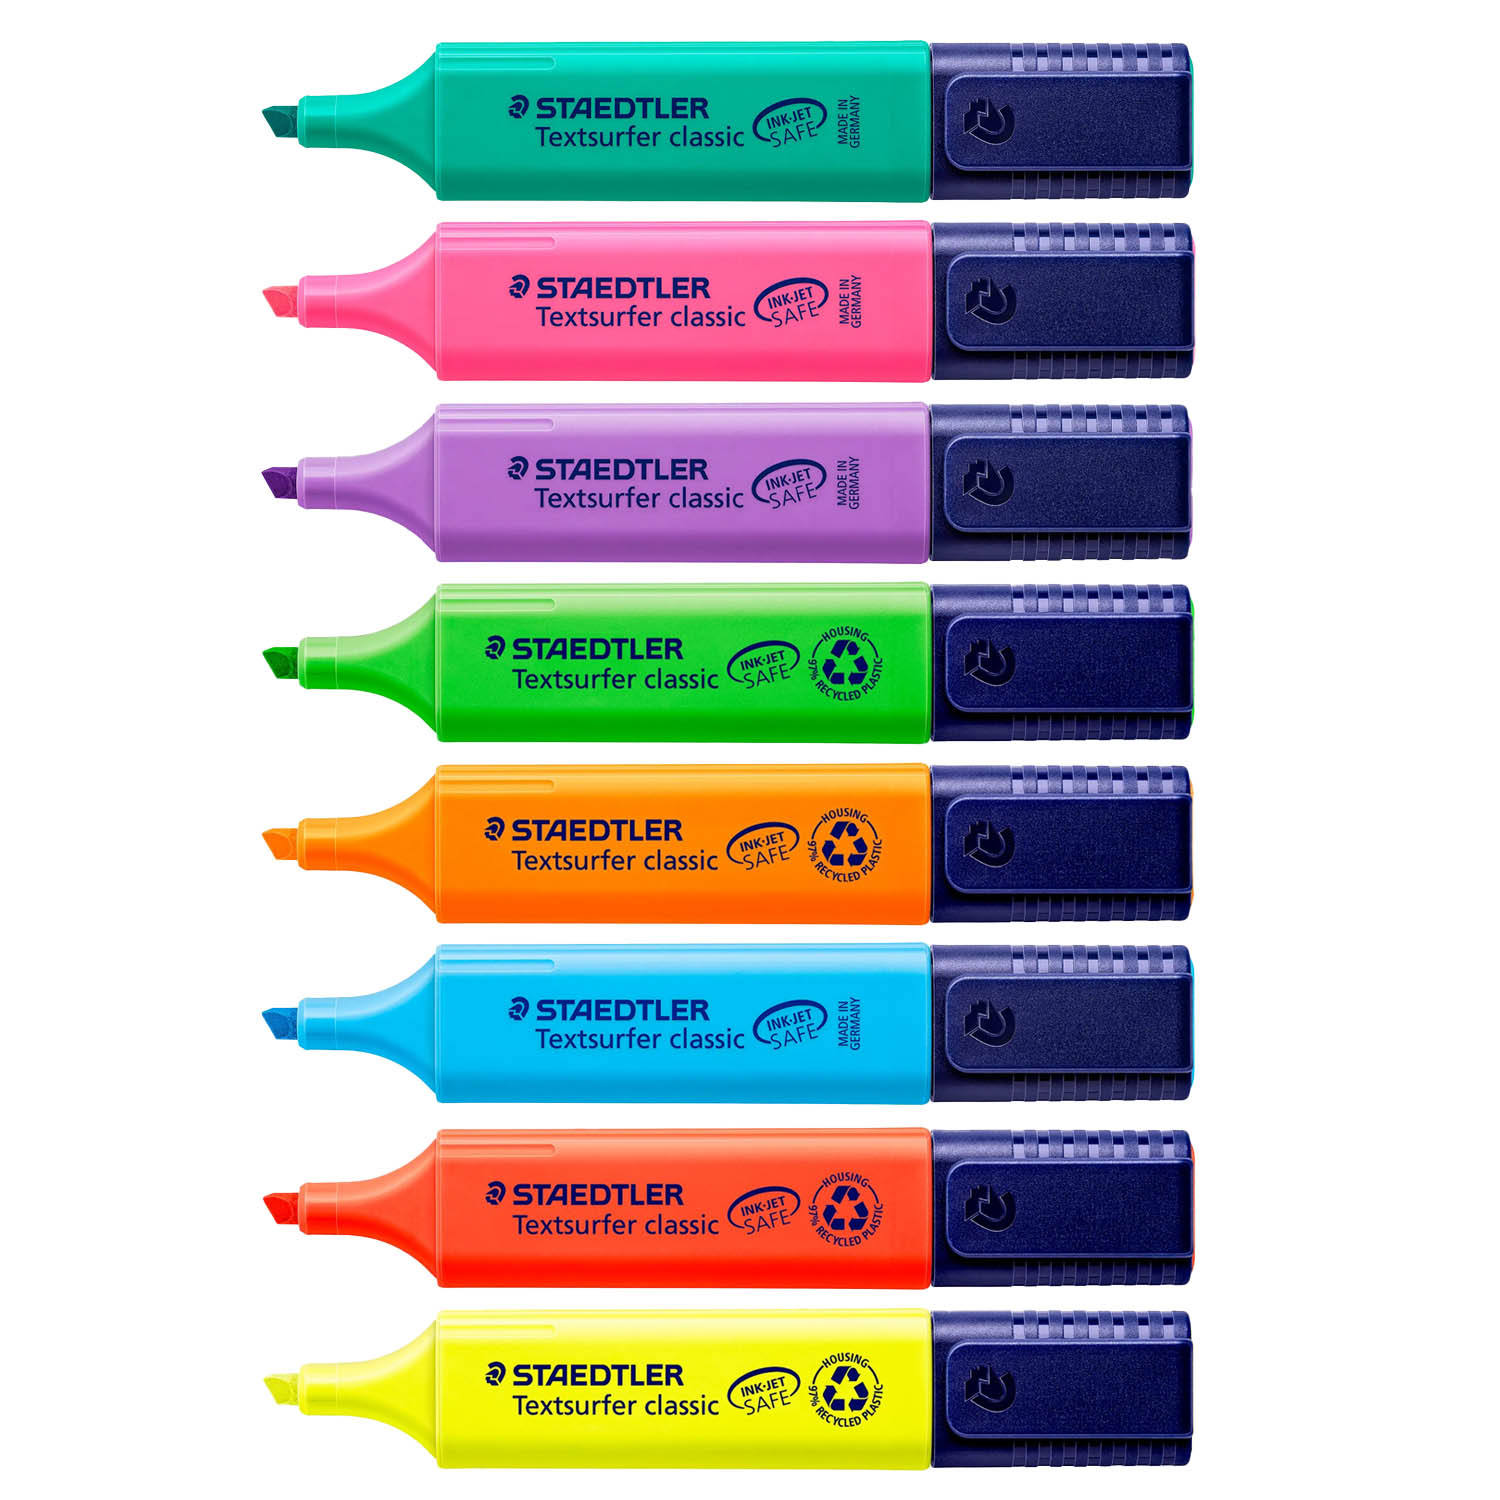 STAEDTLER
Textsurfer classic
INK-JET
SAFE
MADE IN
GERMANY
STAEDTLER
Textsurfer classic
INK-JET
SAFE
MADE IN
GERMANY
STAEDTLER
Textsurfer classic
INK-JET
SAFE
MADE IN
GERMANY
STAEDTLER
Textsurfer classic
INK-JET
SAFE
HOUSING
97% RECYCLED PLASTIC
STAEDTLER
Textsurfer classic
INK-JET
SAFE
HOUSING
97% RECYCLED PLASTIC
STAEDTLER
Textsurfer classic
INK-JET
SAFE
MADE IN
GERMANY
STAEDTLER
Textsurfer classic
INK-JET
SAFE
HOUSING
97% RECYCLED PLASTIC
STAEDTLER
Textsurfer classic
INK-JET
SAFE
HOUSING
97% RECYCLED PLASTIC